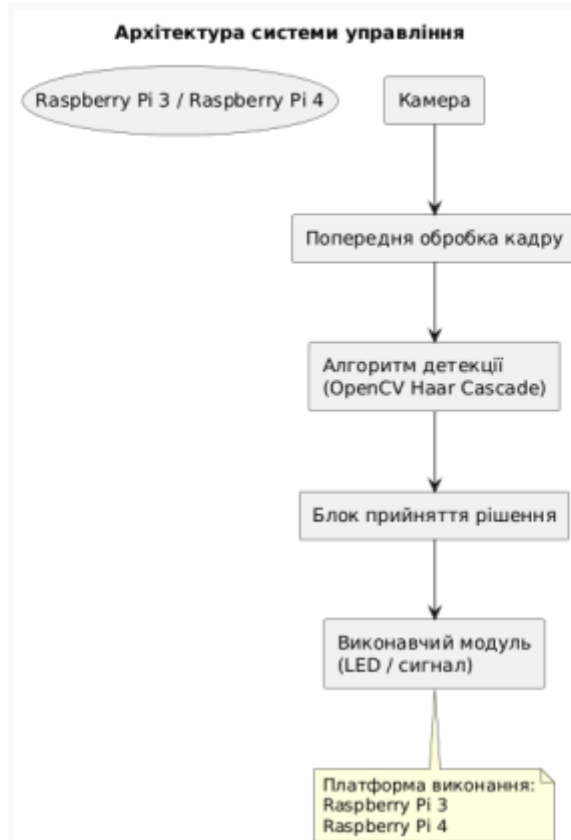 Архітектура системи управління
Raspberry Pi 3 / Raspberry Pi 4
Камера
Попередня обробка кадру
Алгоритм детекції
(OpenCV Haar Cascade)
Блок прийняття рішення
Виконавчий модуль
(LED / сигнал)
Платформа виконання:
Raspberry Pi 3
Raspberry Pi 4